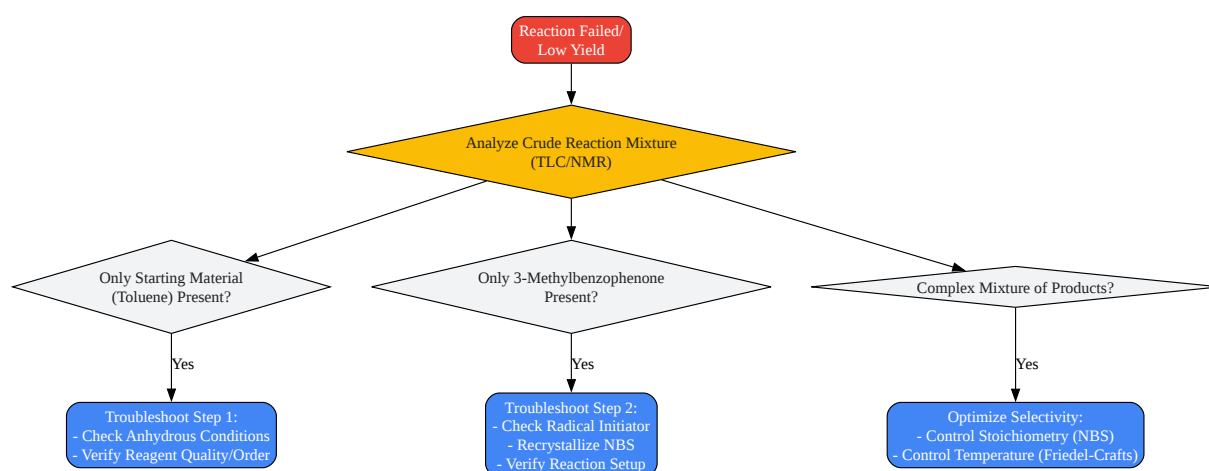 Reaction Failed/
Low Yield
Analyze Crude Reaction Mixture
(TLC/NMR)
Only Starting Material
(Toluene) Present?
Only 3-Methylbenzophenone
Present?
Complex Mixture of Products?
Yes
Yes
Yes
Troubleshoot Step 1:
- Check Anhydrous Conditions
- Verify Reagent Quality/Order
Troubleshoot Step 2:
- Check Radical Initiator
- Recrystallize NBS
- Verify Reaction Setup
Optimize Selectivity:
- Control Stoichiometry (NBS)
- Control Temperature (Friedel-Crafts)